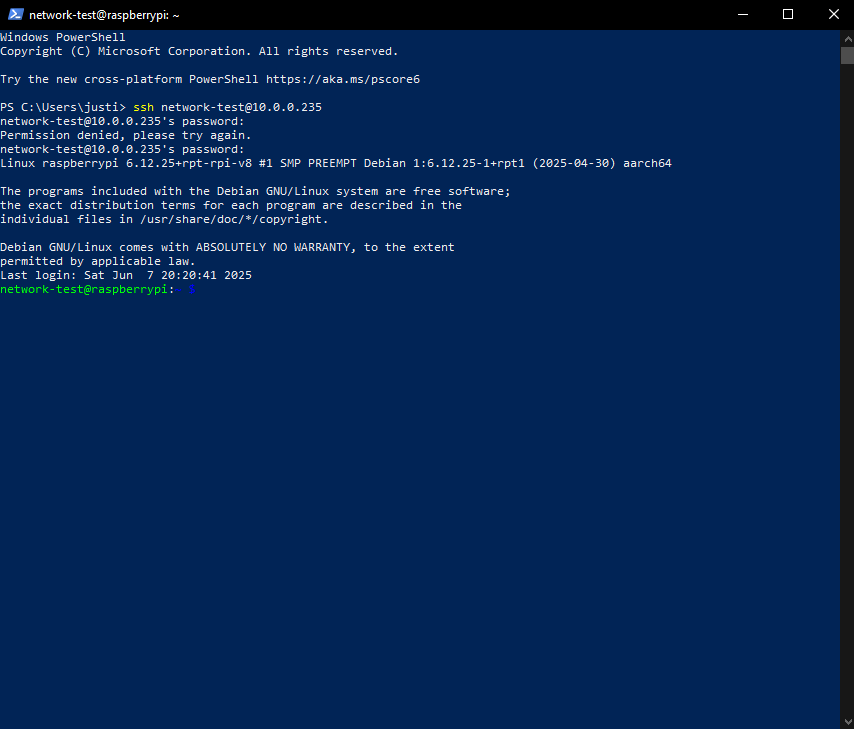 network-test@raspberrypi: ~
Windows PowerShell
Copyright (C) Microsoft Corporation. All rights reserved.
Try the new cross-platform PowerShell https://aka.ms/pscore6
PS C:\Users\justi> ssh network-test@10.0.0.235
network-test@10.0.0.235's password:
Permission denied, please try again.
network-test@10.0.0.235's password:
Linux raspberrypi 6.12.25+rpt-rpi-v8 #1 SMP PREEMPT Debian 1:6.12.25-1+rpt1 (2025-04-30) aarch64
The programs included with the Debian GNU/Linux system are free software;
the exact distribution terms for each program are described in the
individual files in /usr/share/doc/*/copyright.
Debian GNU/Linux comes with ABSOLUTELY NO WARRANTY, to the extent
permitted by applicable law.
Last login: Sat Jun  7 20:20:41 2025
network-test@raspberrypi:~ $